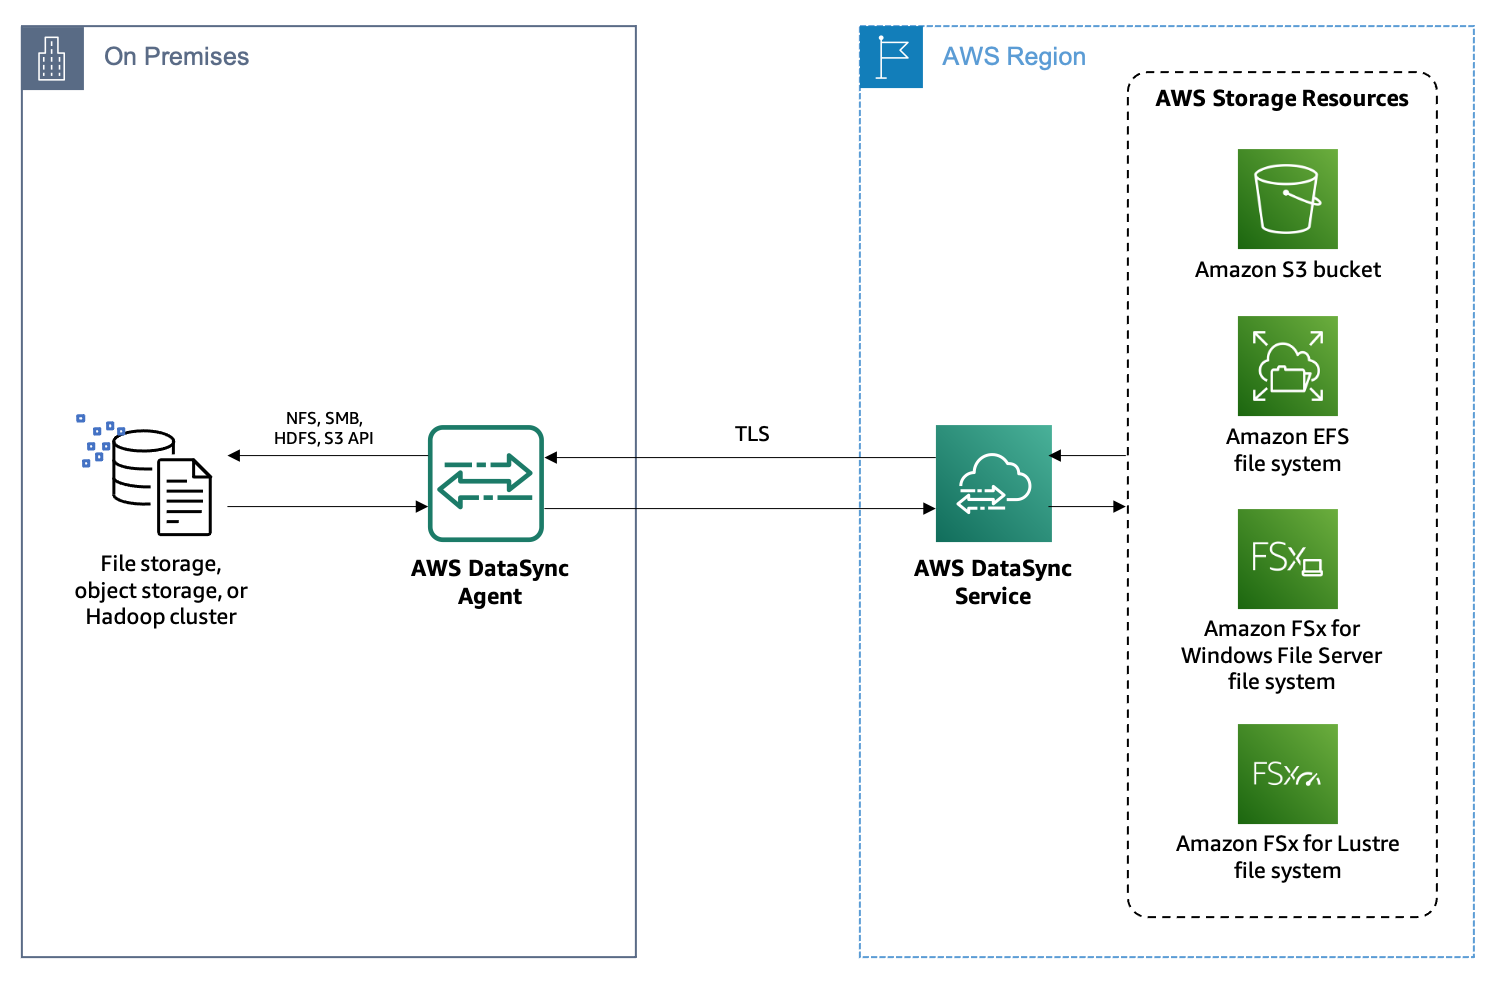 On Premises
AWS Region
AWS Storage Resources
Amazon S3 bucket
Amazon EFS
file system
NFS, SMB,
HDFS, S3 API
TLS
File storage,
object storage, or
Hadoop cluster
AWS DataSync
Agent
AWS DataSync
Service
FSx
Amazon FSx for
Windows File Server
file system
FSx
Amazon FSx for Lustre
file system